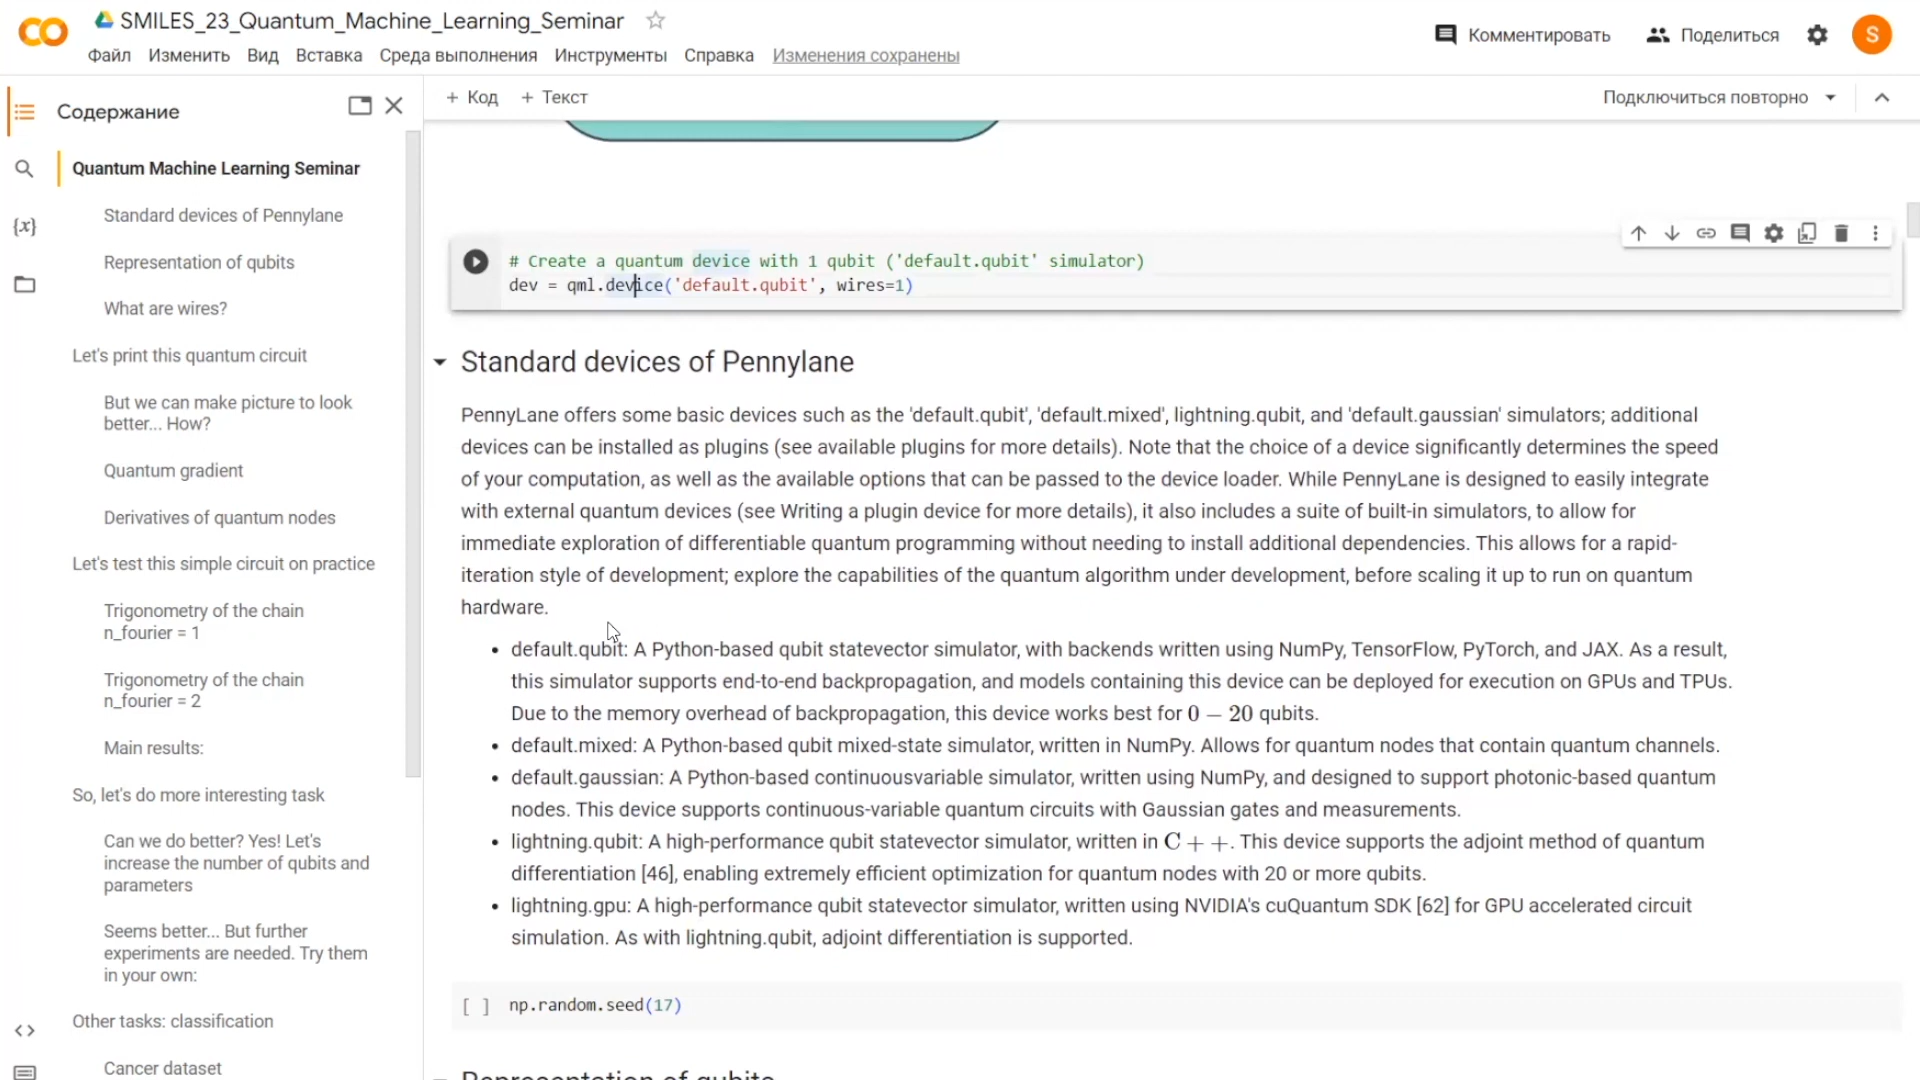 SMILES_23_Quantum_Machine_Learning_Seminar
Комментировать
Поделиться
S
Файл Изменить Вид Вставка Среда выполнения Инструменты Справка Изменения сохранены
Содержание
Quantum Machine Learning Seminar
Standard devices of Pennylane
Representation of qubits
What are wires?
Let's print this quantum circuit
But we can make picture to look
better... How?
Quantum gradient
Derivatives of quantum nodes
Let's test this simple circuit on practice
Trigonometry of the chain
n_fourier = 1
Trigonometry of the chain
n_fourier = 2
Main results:
So, let's do more interesting task
Can we do better? Yes! Let's
increase the number of qubits and
parameters
Seems better... But further
experiments are needed. Try them
in your own:
Other tasks: classification
Cancer dataset
+ Код + Текст
Подключиться повторно
# Create a quantum device with 1 qubit ('default.qubit' simulator)
dev = qml.device('default.qubit', wires=1)
Standard devices of Pennylane
PennyLane offers some basic devices such as the 'default.qubit', 'default.mixed', lightning.qubit, and 'default.gaussian' simulators; additional
devices can be installed as plugins (see available plugins for more details). Note that the choice of a device significantly determines the speed
of your computation, as well as the available options that can be passed to the device loader. While PennyLane is designed to easily integrate
with external quantum devices (see Writing a plugin device for more details), it also includes a suite of built-in simulators, to allow for
immediate exploration of differentiable quantum programming without needing to install additional dependencies. This allows for a rapid-
iteration style of development; explore the capabilities of the quantum algorithm under development, before scaling it up to run on quantum
hardware.
• default.qubit: A Python-based qubit statevector simulator, with backends written using NumPy, TensorFlow, PyTorch, and JAX. As a result,
this simulator supports end-to-end backpropagation, and models containing this device can be deployed for execution on GPUs and TPUs.
Due to the memory overhead of backpropagation, this device works best for 0 – 20 qubits.
• default.mixed: A Python-based qubit mixed-state simulator, written in NumPy. Allows for quantum nodes that contain quantum channels.
• default.gaussian: A Python-based continuousvariable simulator, written using NumPy, and designed to support photonic-based quantum
nodes. This device supports continuous-variable quantum circuits with Gaussian gates and measurements.
• lightning.qubit: A high-performance qubit statevector simulator, written in C + +. This device supports the adjoint method of quantum
differentiation [46], enabling extremely efficient optimization for quantum nodes with 20 or more qubits.
• lightning.gpu: A high-performance qubit statevector simulator, written using NVIDIA's cuQuantum SDK [62] for GPU accelerated circuit
simulation. As with lightning.qubit, adjoint differentiation is supported.
[ ] np.random.seed(17)
Representation of qubits